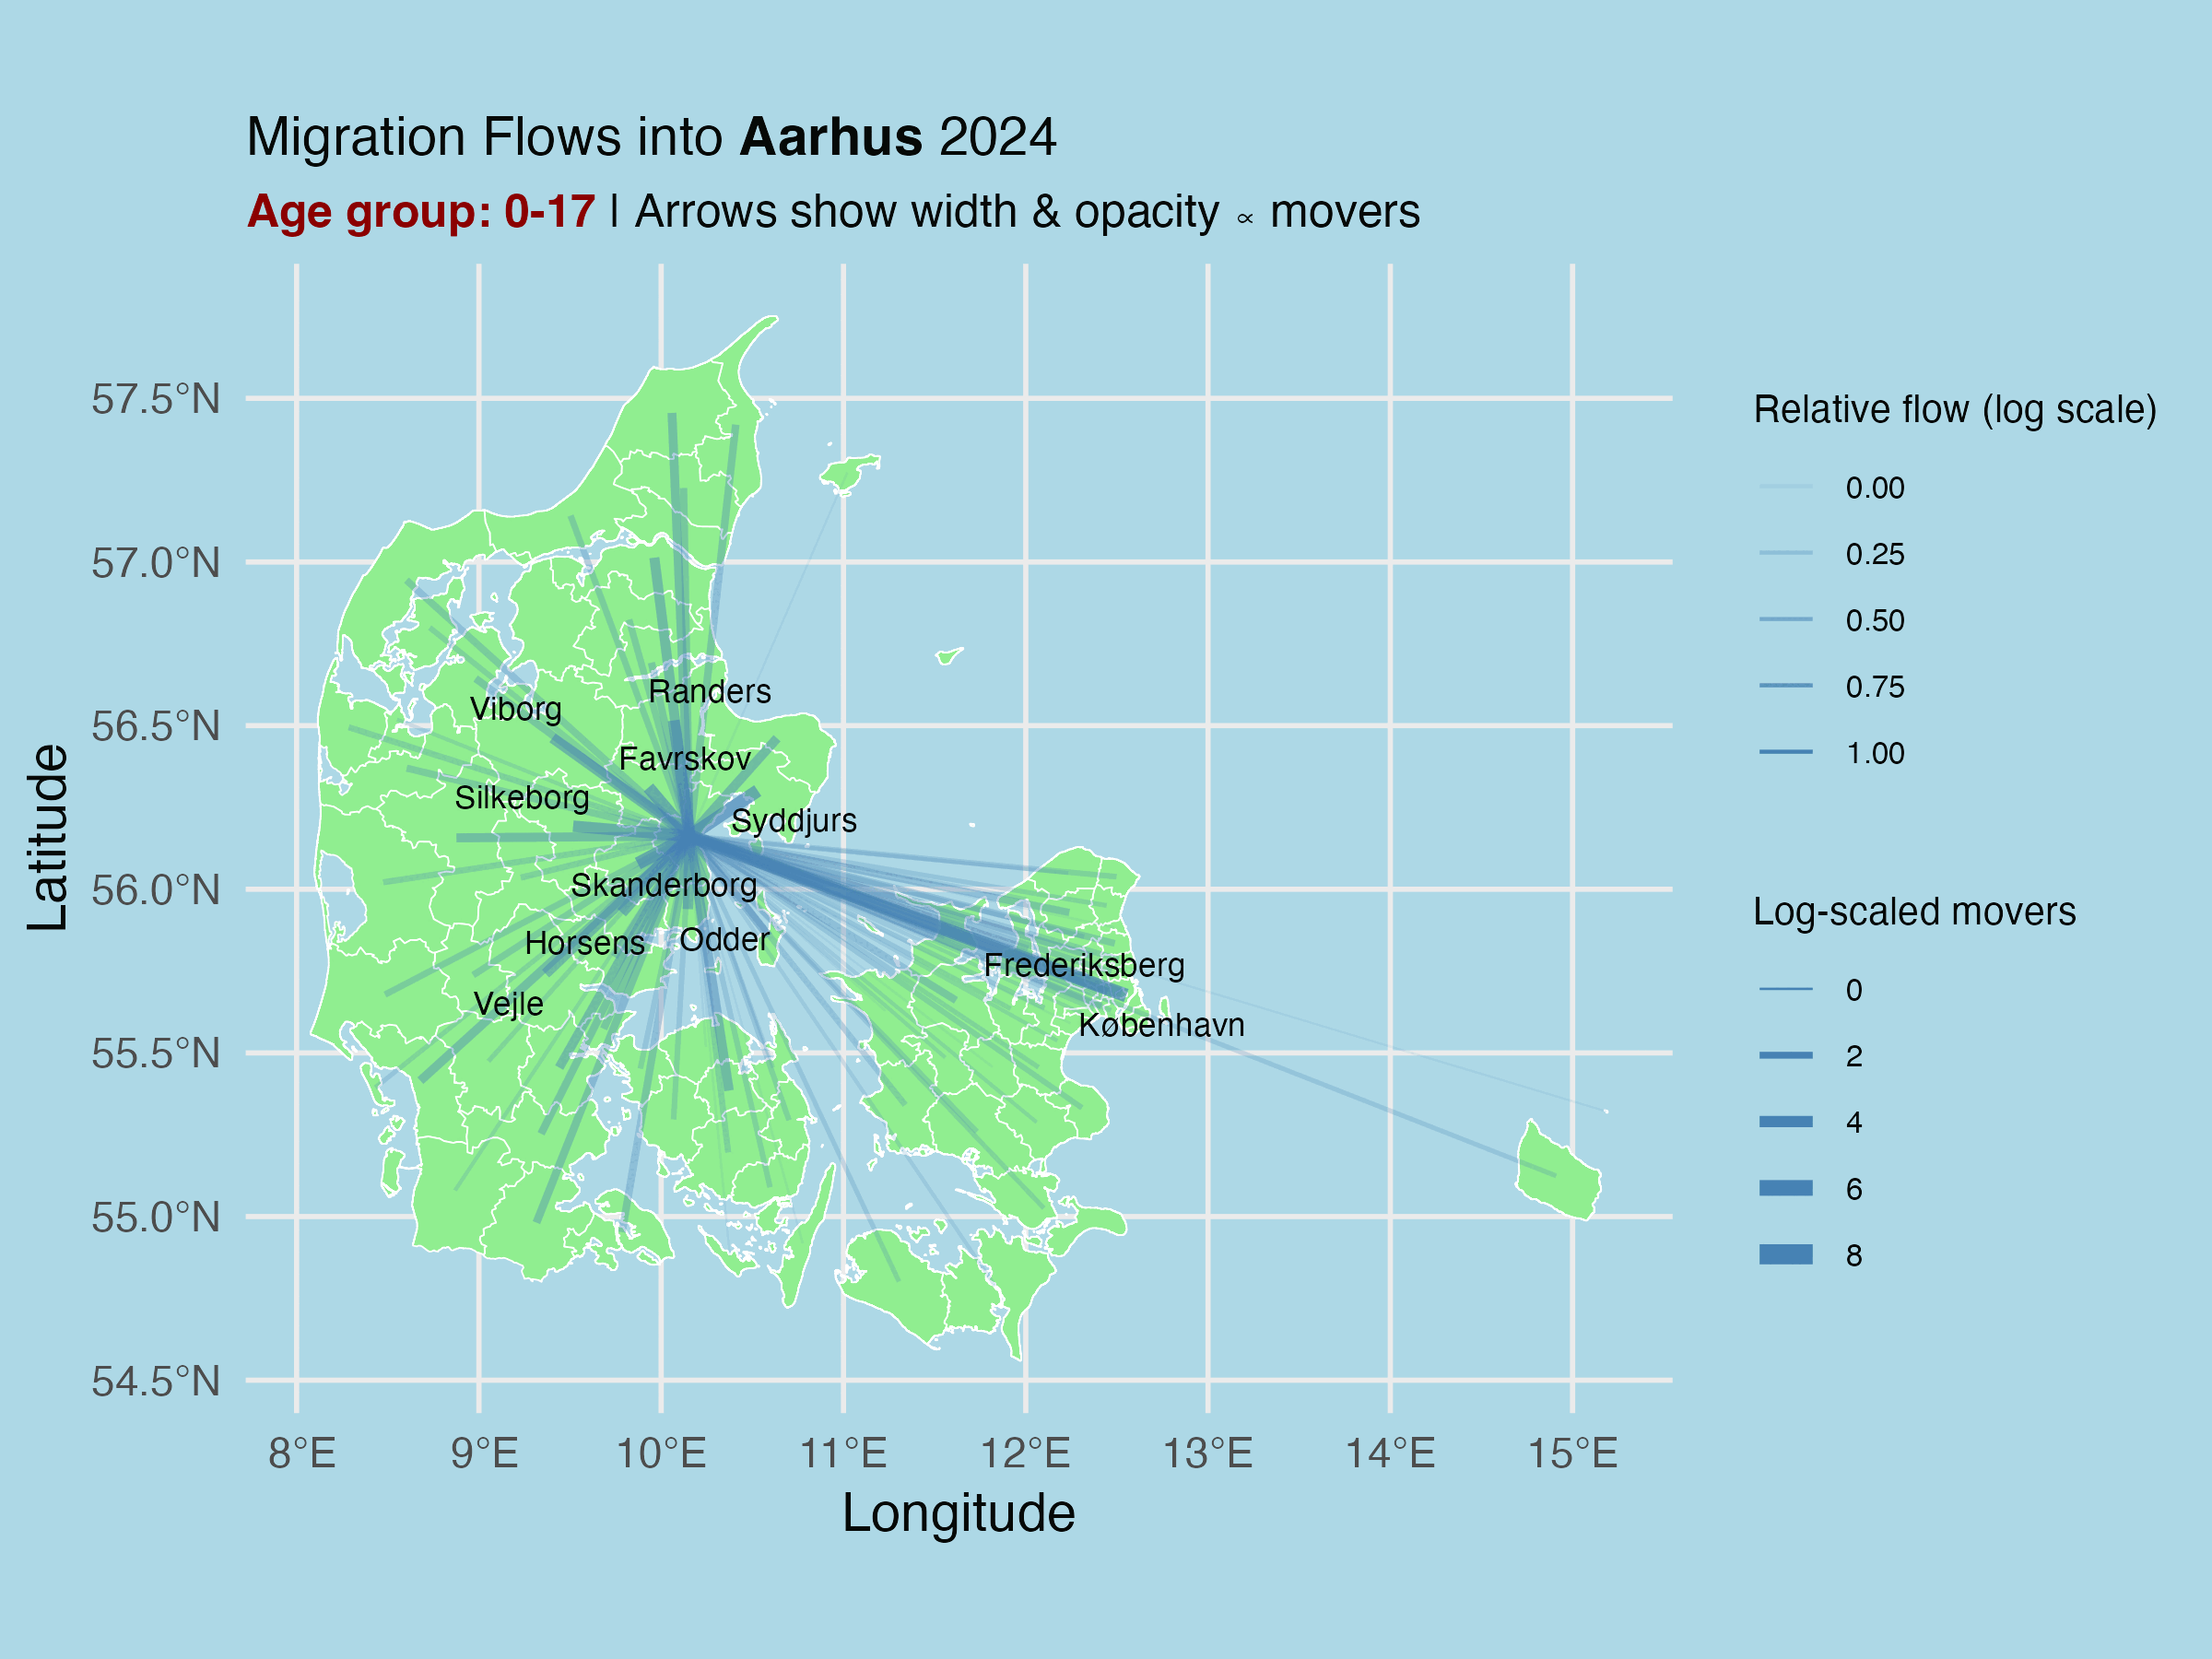 Migration Flows into Aarhus 2024
Age group: 0-17 | Arrows show width & opacity ∝ movers
57.5°N
57.0°N
56.5°N
56.0°N
55.5°N
55.0°N
54.5°N
Latitude
Randers
Viborg
Favrskov
Silkeborg
Syddjurs
Skanderborg
Horsens
Odder
Frederiksberg
Vejle
København
8°E
9°E
10°E
11°E
12°E
13°E
14°E
15°E
Longitude
Relative flow (log scale)
0.00
0.25
0.50
0.75
1.00
Log-scaled movers
0
2
4
6
8